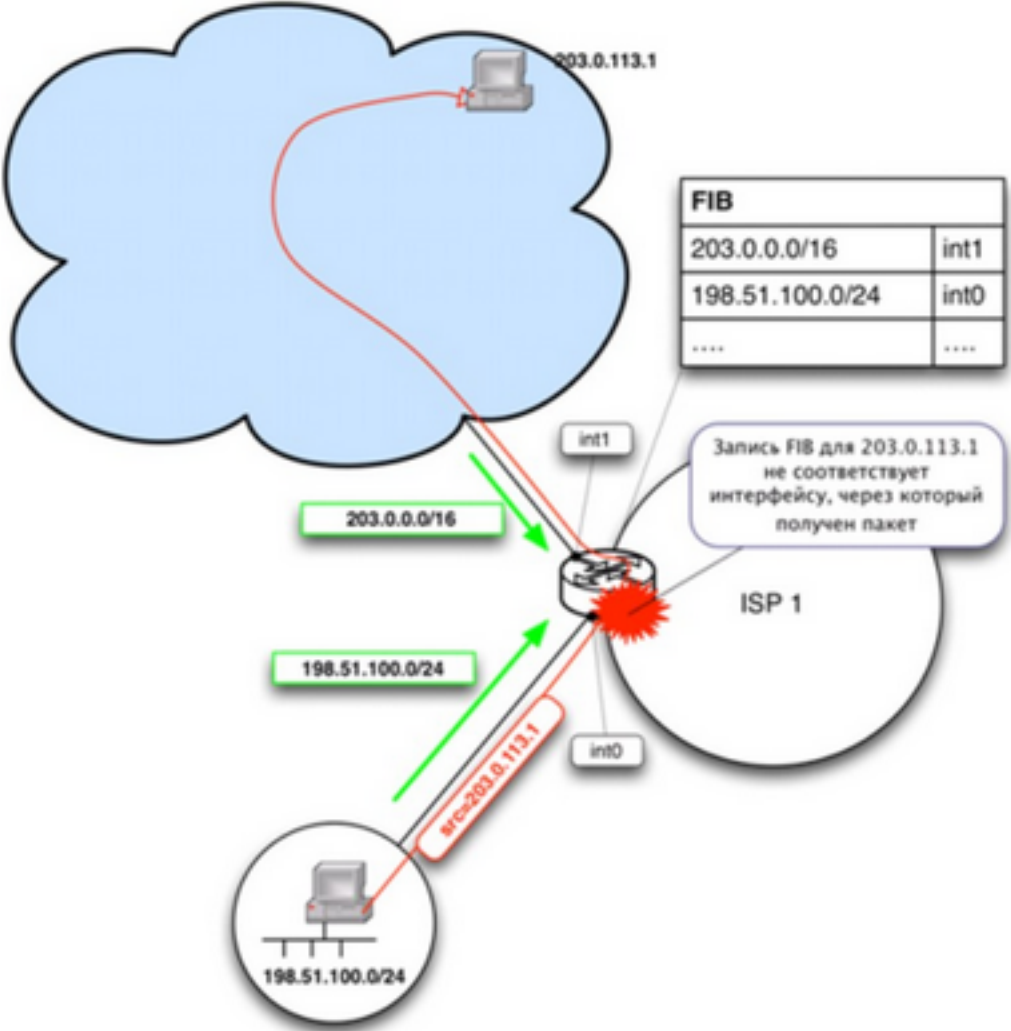 203.0.113.1
FIB
203.0.0.0/16 int1
198.51.100.0/24 int0
.... ....
int1
Запись FIB для 203.0.113.1
не соответствует
интерфейсу, через который
получен пакет
203.0.0.0/16
ISP 1
198.51.100.0/24
src=203.0.113.1
int0
198.51.100.0/24